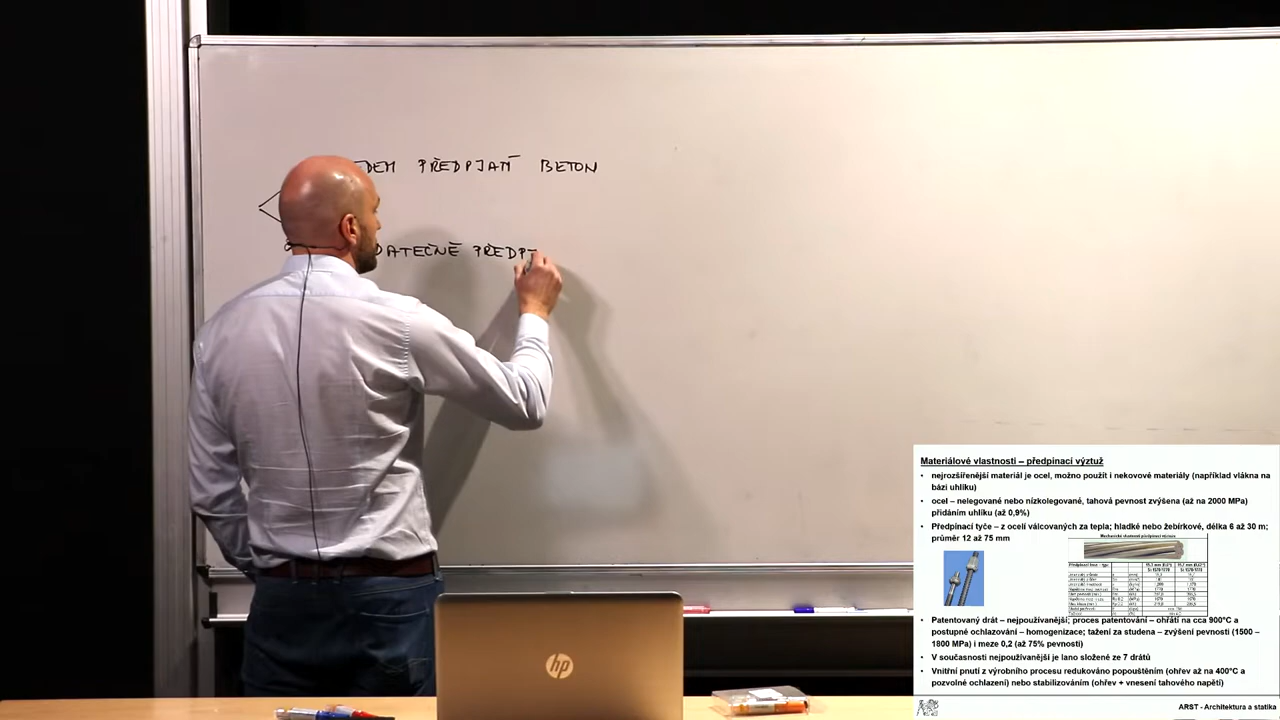 DEM PŘEDPJATÝ BETON
DATEČNĚ PŘEDP
hp
Materiálové vlastnosti – předpínací výztuž
• nejrozšířenější materiál je ocel, možno použít i nekovové materiály (například vlákna na
bázi uhlíku)
• ocel – nelegované nebo nízkolegované, tahová pevnost zvýšena (až na 2000 MPa)
přidáním uhlíku (až 0,9%)
• Předpínací tyče – z ocelí válcovaných za tepla; hladké nebo žebírkové, délka 6 až 30 m;
průměr 12 až 75 mm
Mechanické vlastnosti předpínací výztuže
• Patentovaný drát – nejpoužívanější; proces patentování – ohřátí na cca 900°C a
postupné ochlazování – homogenizace; tažení za studena – zvýšení pevnosti (1500 –
1800 MPa) i meze 0,2 (až 75% pevnosti)
• V současnosti nejpoužívanější je lano složené ze 7 drátů
• Vnitřní pnutí z výrobního procesu redukováno popouštěním (ohřev až na 400°C a
pozvolné ochlazení) nebo stabilizováním (ohřev + vnesení tahového napětí)
ARST - Architektura a statika